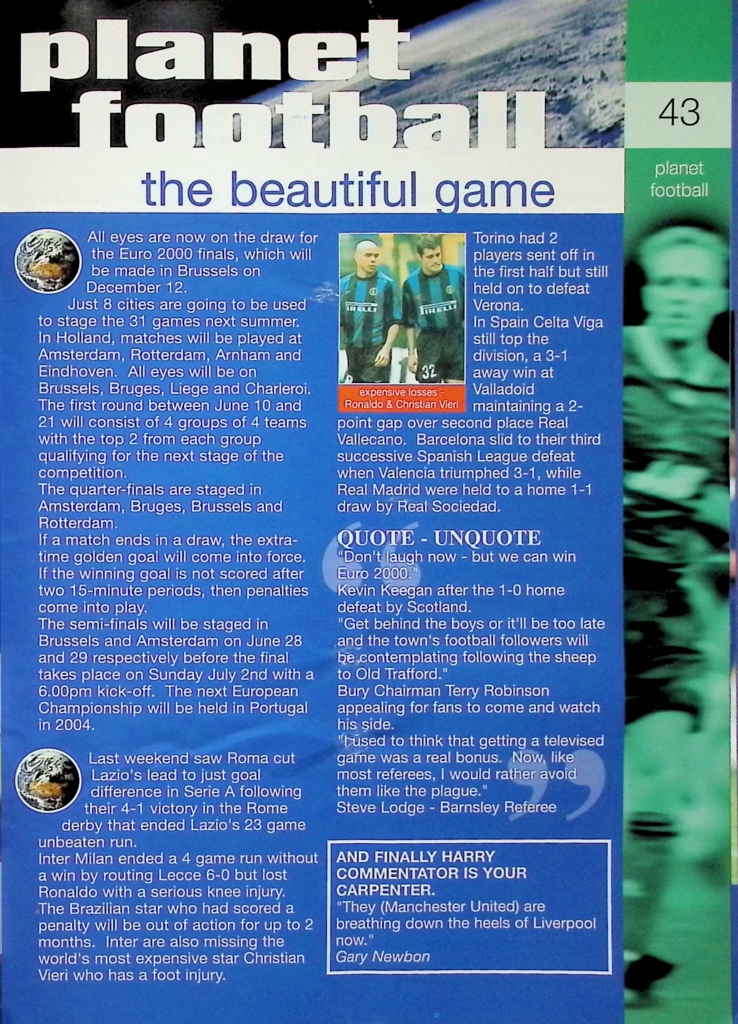 planet
football
the beautiful game
43
planet
football
All eyes are now on the draw for
the Euro 2000 finals, which will
be made in Brussels on
December 12.
Just 8 cities are going to be used
to stage the 31 games next summer.
In Holland, matches will be played at
Amsterdam, Rotterdam, Arnham and
Eindhoven. All eyes will be on
Brussels, Bruges, Liege and Charleroi.
The first round between June 10 and
21 will consist of 4 groups of 4 teams
with the top 2 from each group
qualifying for the next stage of the
competition.
The quarter-finals are staged in
Amsterdam, Bruges, Brussels and
Rotterdam.
If a match ends in a draw, the extra-
time golden goal will come into force.
If the winning goal is not scored after
two 15-minute periods, then penalties
come into play.
The semi-finals will be staged in
Brussels and Amsterdam on June 28
and 29 respectively before the final
takes place on Sunday July 2nd with a
6.00pm kick-off. The next European
Championship will be held in Portugal
in 2004.
Last weekend saw Roma cut
Lazio's lead to just goal
difference in Serie A following
their 4-1 victory in the Rome
derby that ended Lazio's 23 game
unbeaten run.
Inter Milan ended a 4 game run without
a win by routing Lecce 6-0 but lost
Ronaldo with a serious knee injury.
The Brazilian star who had scored a
penalty will be out of action for up to 2
months. Inter are also missing the
world's most expensive star Christian
Vieri who has a foot injury.
IRELLI
PIRELLI
32
expensive losses -
Ronaldo & Christian Vieri
Torino had 2
players sent off in
the first half but still
held on to defeat
Verona.
In Spain Celta Viga
still top the
division, a 3-1
away win at
Valladoid
maintaining a 2-
point gap over second place Real
Vallecano. Barcelona slid to their third
successive Spanish League defeat
when Valencia triumphed 3-1, while
Real Madrid were held to a home 1-1
draw by Real Sociedad.
QUOTE - UNQUOTE
"Don't laugh now - but we can win
Euro 2000."
Kevin Keegan after the 1-0 home
defeat by Scotland.
"Get behind the boys or it'll be too late
and the town's football followers will
be contemplating following the sheep
to Old Trafford."
Bury Chairman Terry Robinson
appealing for fans to come and watch
his side.
"I used to think that getting a televised
game was a real bonus. Now, like
most referees, I would rather avoid
them like the plague."
Steve Lodge - Barnsley Referee
AND FINALLY HARRY
COMMENTATOR IS YOUR
CARPENTER.
"They (Manchester United) are
breathing down the heels of Liverpool
now."
Gary Newbon